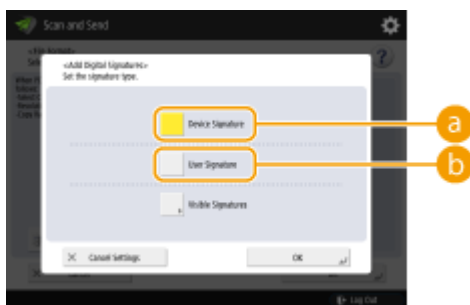 Scan and Send
?
<Add Digital Signatures>
Set the signature type.
Device Signature
a
User Signature
b
Visible Signatures
× Cancel Settings
OK
Log Out